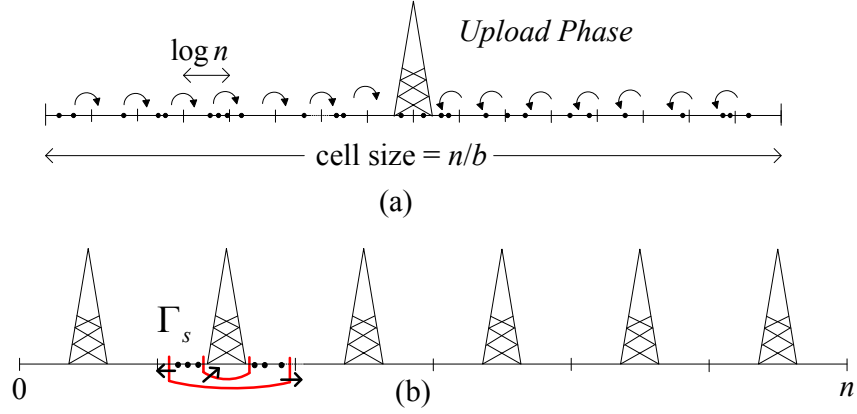 Upload Phase
log n
cell size = n/b
(a)
Γs
0
(b)
n